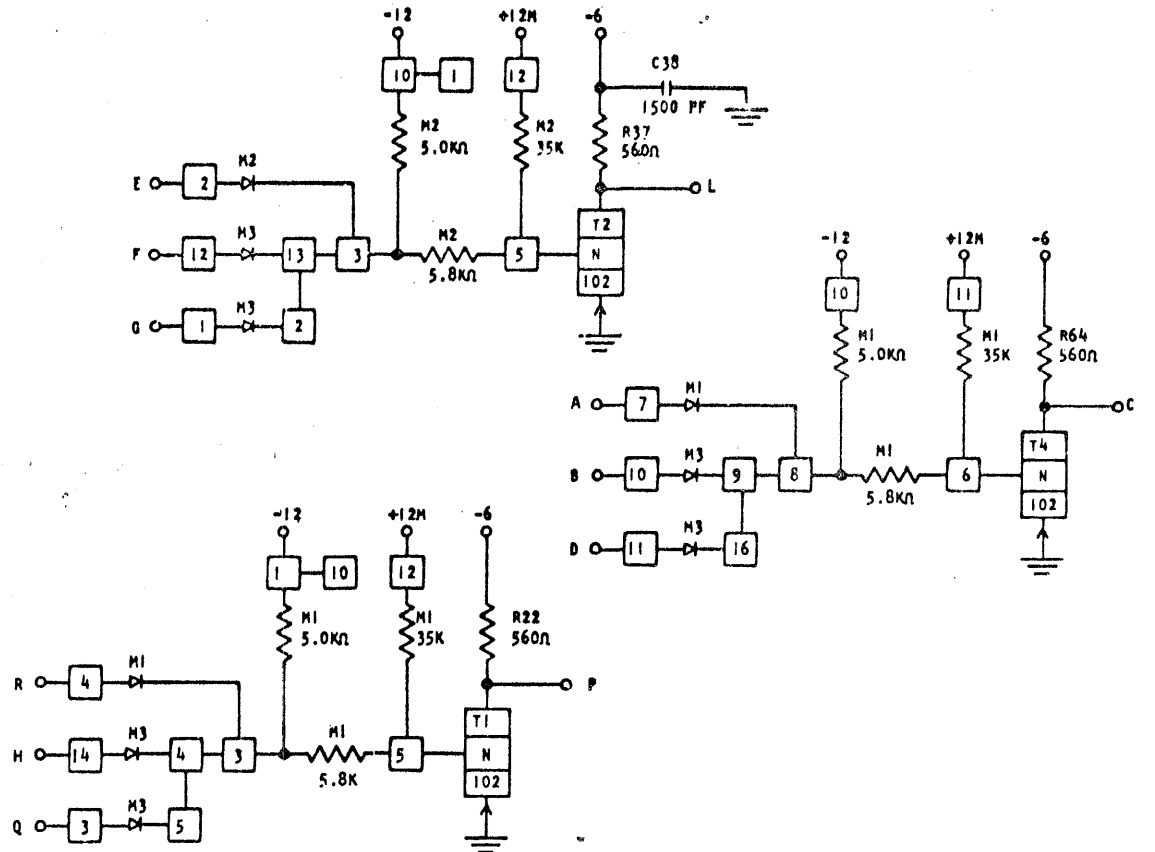 -12
+12M
-6
10
1
12
C38
1500 PF
M2
5.0KΩ
M2
35K
R37
560Ω
E
2
M2
L
F
12
M3
13
3
M2
5.8KΩ
5
T2
N
102
G
1
M3
2
-12
+12M
-6
10
11
M1
5.0KΩ
M1
35K
R64
560Ω
A
7
M1
C
B
10
M3
9
8
M1
5.8KΩ
6
T4
N
102
D
11
M3
16
-12
+12M
-6
1
10
12
M1
5.0KΩ
M1
35K
R22
560Ω
R
4
M1
P
H
14
M3
4
3
M1
5.8K
5
T1
N
102
Q
3
M3
5